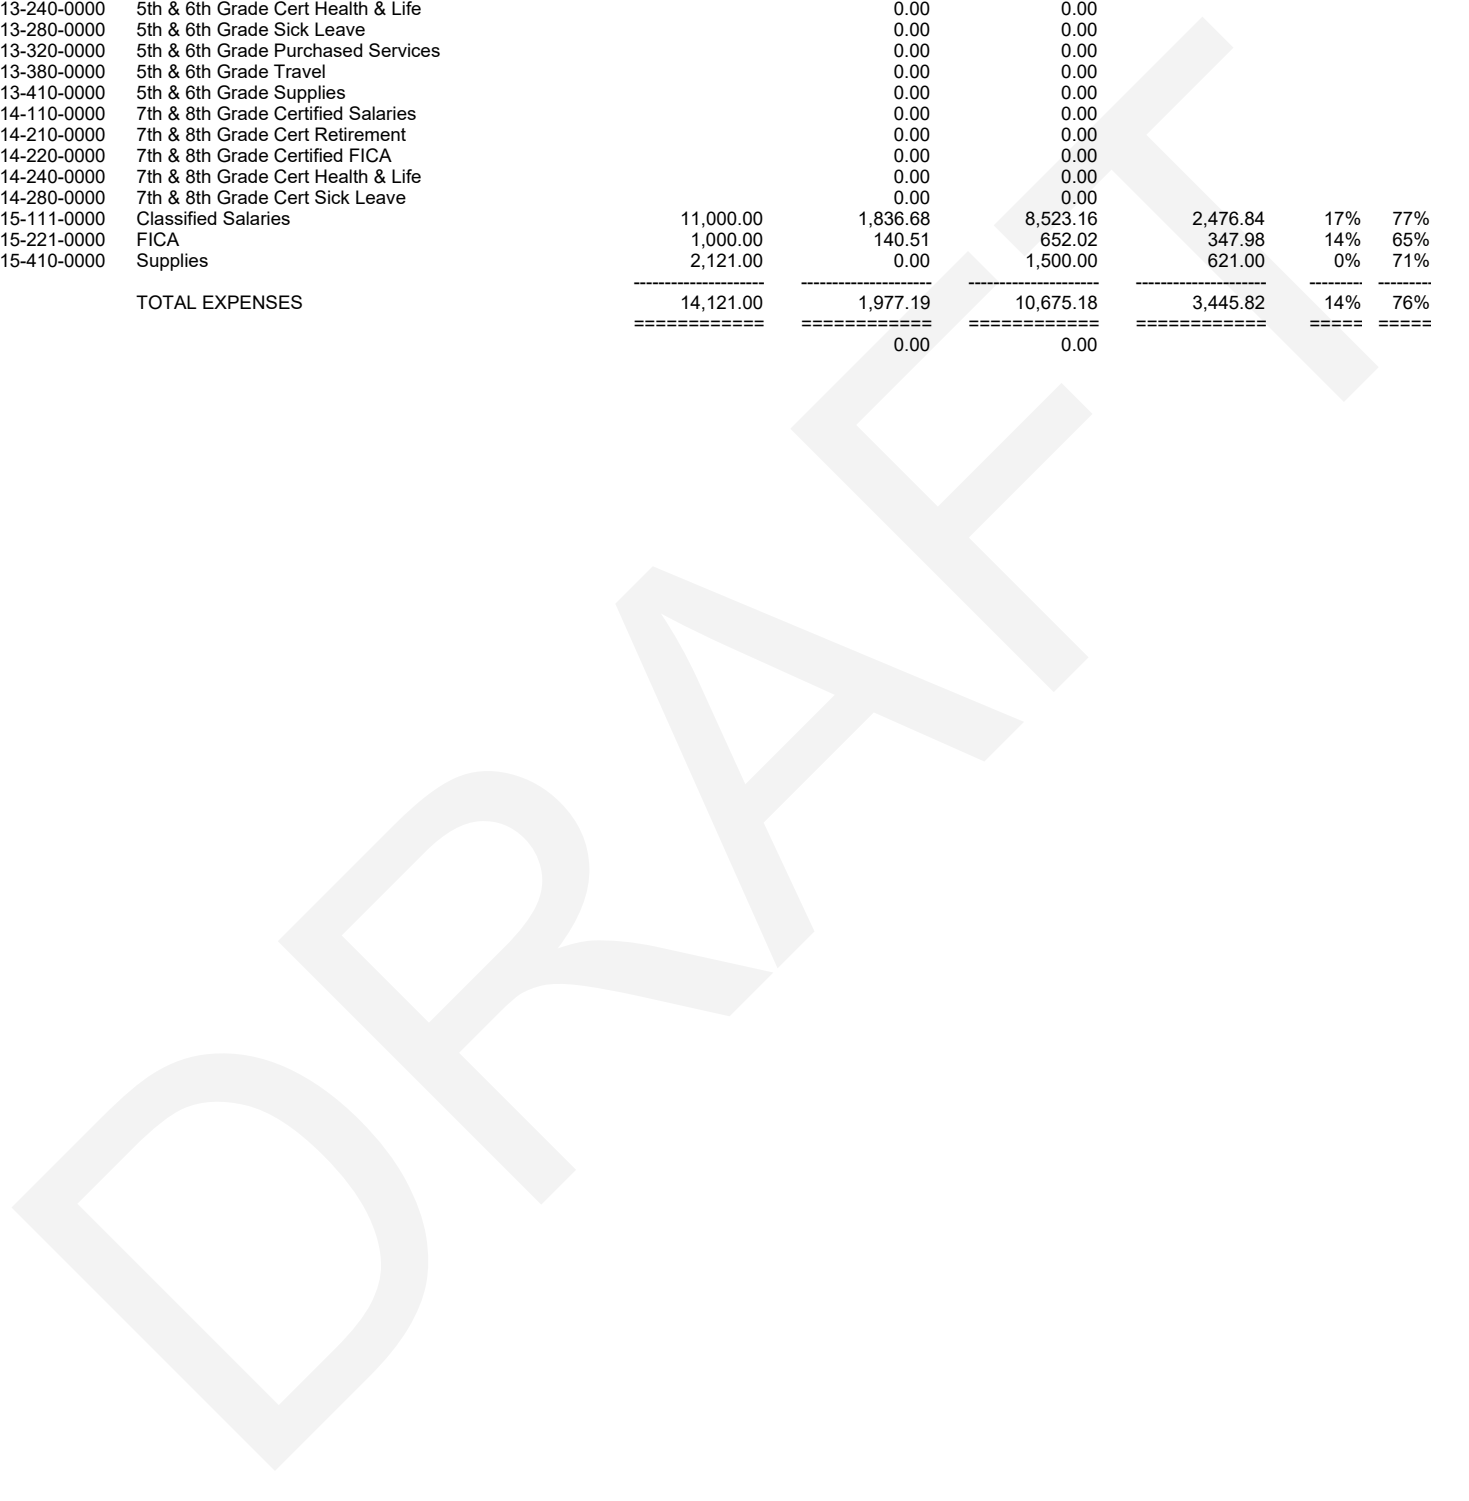 13-240-0000 5th & 6th Grade Cert Health & Life 0.00 0.00
13-280-0000 5th & 6th Grade Sick Leave 0.00 0.00
13-320-0000 5th & 6th Grade Purchased Services 0.00 0.00
13-380-0000 5th & 6th Grade Travel 0.00 0.00
13-410-0000 5th & 6th Grade Supplies 0.00 0.00
14-110-0000 7th & 8th Grade Certified Salaries 0.00 0.00
14-210-0000 7th & 8th Grade Cert Retirement 0.00 0.00
14-220-0000 7th & 8th Grade Certified FICA 0.00 0.00
14-240-0000 7th & 8th Grade Cert Health & Life 0.00 0.00
14-280-0000 7th & 8th Grade Cert Sick Leave 0.00 0.00
15-111-0000 Classified Salaries 11,000.00 1,836.68 8,523.16 2,476.84 17% 77%
15-221-0000 FICA 1,000.00 140.51 652.02 347.98 14% 65%
15-410-0000 Supplies 2,121.00 0.00 1,500.00 621.00 0% 71%
--------------------- --------------------- --------------------- --------------------- -------- --------
TOTAL EXPENSES 14,121.00 1,977.19 10,675.18 3,445.82 14% 76%
============ ============ ============ ============ ===== =====
0.00 0.00
DRAFT